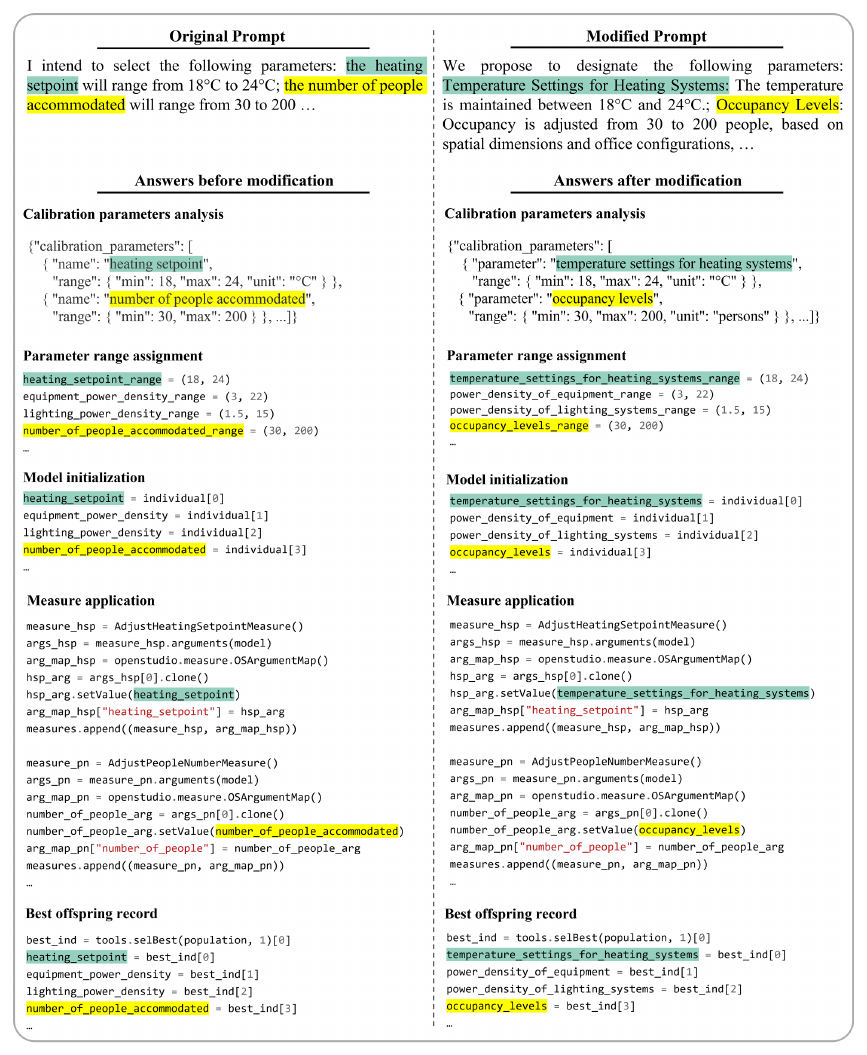 Original Prompt
I intend to select the following parameters: the heating
setpoint will range from 18°C to 24°C; the number of people
accommodated will range from 30 to 200 …
Answers before modification
Calibration parameters analysis
{"calibration_parameters": [
{ "name": "heating setpoint",
"range": { "min": 18, "max": 24, "unit": "°C" } },
{ "name": "number of people accommodated",
"range": { "min": 30, "max": 200 } }, ...]}
Parameter range assignment
heating_setpoint_range = (18, 24)
equipment_power_density_range = (3, 22)
lighting_power_density_range = (1.5, 15)
number_of_people_accommodated_range = (30, 200)
…
Model initialization
heating_setpoint = individual[0]
equipment_power_density = individual[1]
lighting_power_density = individual[2]
number_of_people_accommodated = individual[3]
…
Measure application
measure_hsp = AdjustHeatingSetpointMeasure()
args_hsp = measure_hsp.arguments(model)
arg_map_hsp = openstudio.measure.OSArgumentMap()
hsp_arg = args_hsp[0].clone()
hsp_arg.setValue(heating_setpoint)
arg_map_hsp["heating_setpoint"] = hsp_arg
measures.append((measure_hsp, arg_map_hsp))
measure_pn = AdjustPeopleNumberMeasure()
args_pn = measure_pn.arguments(model)
arg_map_pn = openstudio.measure.OSArgumentMap()
number_of_people_arg = args_pn[0].clone()
number_of_people_arg.setValue(number_of_people_accommodated)
arg_map_pn["number_of_people"] = number_of_people_arg
measures.append((measure_pn, arg_map_pn))
…
Best offspring record
best_ind = tools.selBest(population, 1)[0]
heating_setpoint = best_ind[0]
equipment_power_density = best_ind[1]
lighting_power_density = best_ind[2]
number_of_people_accommodated = best_ind[3]
…
Modified Prompt
We propose to designate the following parameters:
Temperature Settings for Heating Systems: The temperature
is maintained between 18°C and 24°C.; Occupancy Levels:
Occupancy is adjusted from 30 to 200 people, based on
spatial dimensions and office configurations, …
Answers after modification
Calibration parameters analysis
{"calibration_parameters": [
{ "parameter": "temperature settings for heating systems",
"range": { "min": 18, "max": 24, "unit": "°C" } },
{ "parameter": "occupancy levels",
"range": { "min": 30, "max": 200, "unit": "persons" } }, ...]}
Parameter range assignment
temperature_settings_for_heating_systems_range = (18, 24)
power_density_of_equipment_range = (3, 22)
power_density_of_lighting_systems_range = (1.5, 15)
occupancy_levels_range = (30, 200)
…
Model initialization
temperature_settings_for_heating_systems = individual[0]
power_density_of_equipment = individual[1]
power_density_of_lighting_systems = individual[2]
occupancy_levels = individual[3]
…
Measure application
measure_hsp = AdjustHeatingSetpointMeasure()
args_hsp = measure_hsp.arguments(model)
arg_map_hsp = openstudio.measure.OSArgumentMap()
hsp_arg = args_hsp[0].clone()
hsp_arg.setValue(temperature_settings_for_heating_systems)
arg_map_hsp["heating_setpoint"] = hsp_arg
measures.append((measure_hsp, arg_map_hsp))
measure_pn = AdjustPeopleNumberMeasure()
args_pn = measure_pn.arguments(model)
arg_map_pn = openstudio.measure.OSArgumentMap()
number_of_people_arg = args_pn[0].clone()
number_of_people_arg.setValue(occupancy_levels)
arg_map_pn["number_of_people"] = number_of_people_arg
measures.append((measure_pn, arg_map_pn))
…
Best offspring record
best_ind = tools.selBest(population, 1)[0]
temperature_settings_for_heating_systems = best_ind[0]
power_density_of_equipment = best_ind[1]
power_density_of_lighting_systems = best_ind[2]
occupancy_levels = best_ind[3]
…